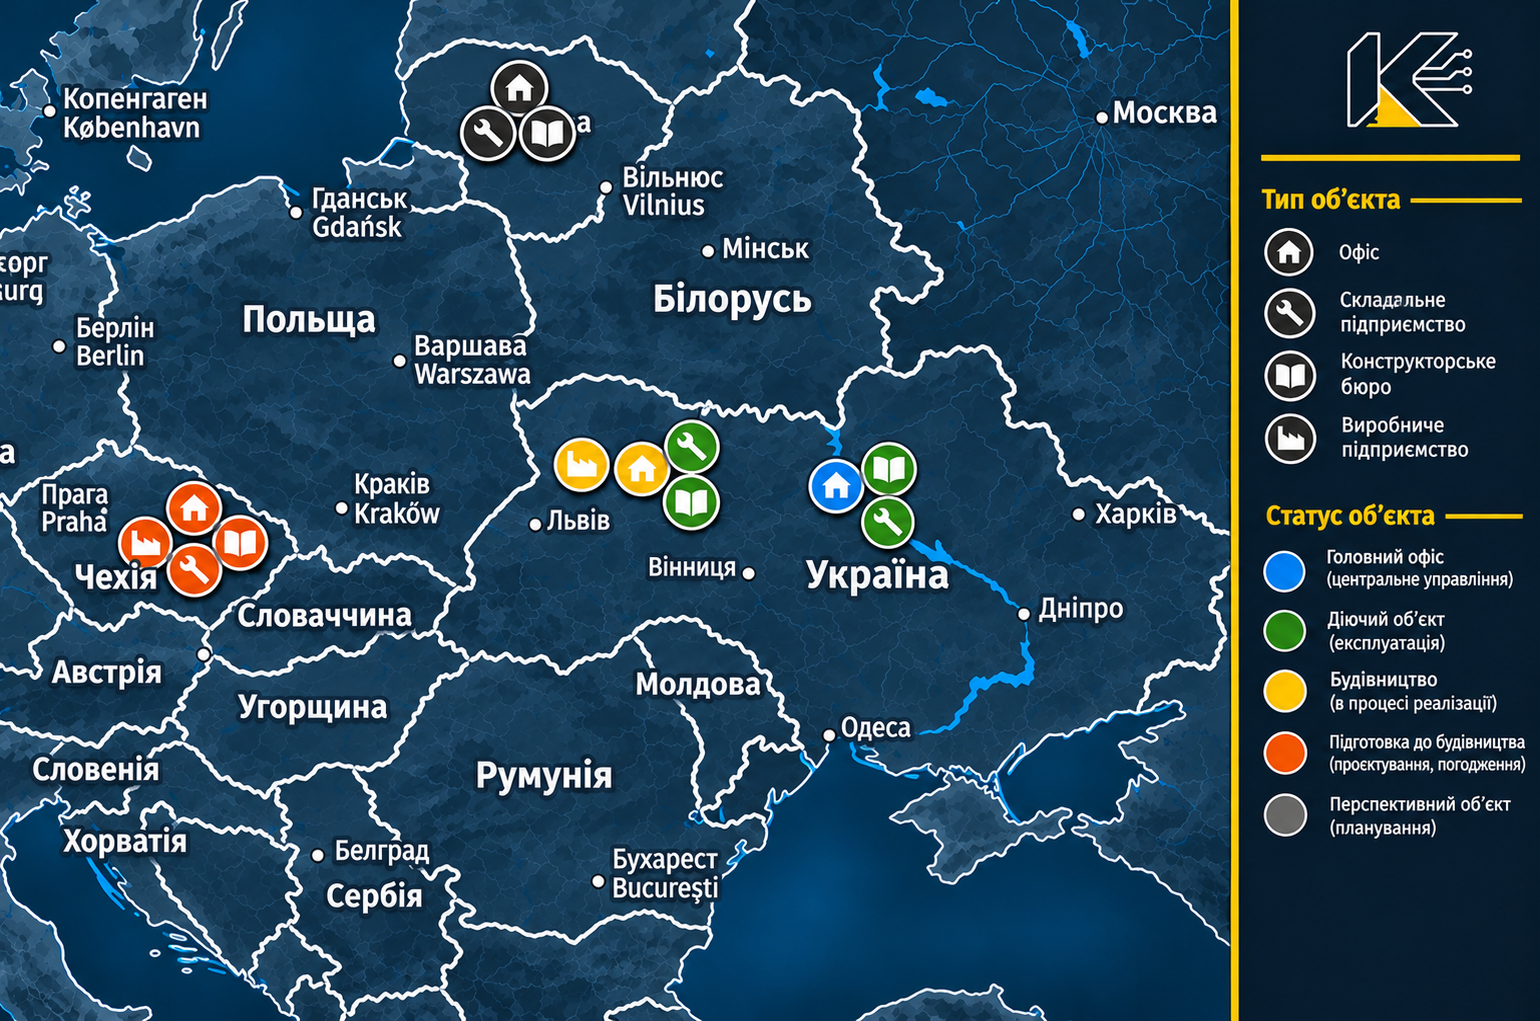 Копенгаген
København
а
Москва
Вільнюс
Vilnius
Гданськ
Gdańsk
Мінськ
Білорусь
Польща
Берлін
Berlin
Варшава
Warszawa
а
Прага
Praha
Краків
Kraków
Львів
Чехія
Вінниця
Україна
Харків
Дніпро
Словаччина
Австрія
Угорщина
Молдова
Одеса
Словенія
Румунія
Хорватія
Белград
Сербія
Бухарест
Bucureşti
Тип об’єкта
Офіс
Складальне
підприємство
Конструкторське
бюро
Виробниче
підприємство
Статус об’єкта
Головний офіс
(центральне управління)
Діючий об’єкт
(експлуатація)
Будівництво
(в процесі реалізації)
Підготовка до будівництва
(проєктування, погодження)
Перспективний об’єкт
(планування)